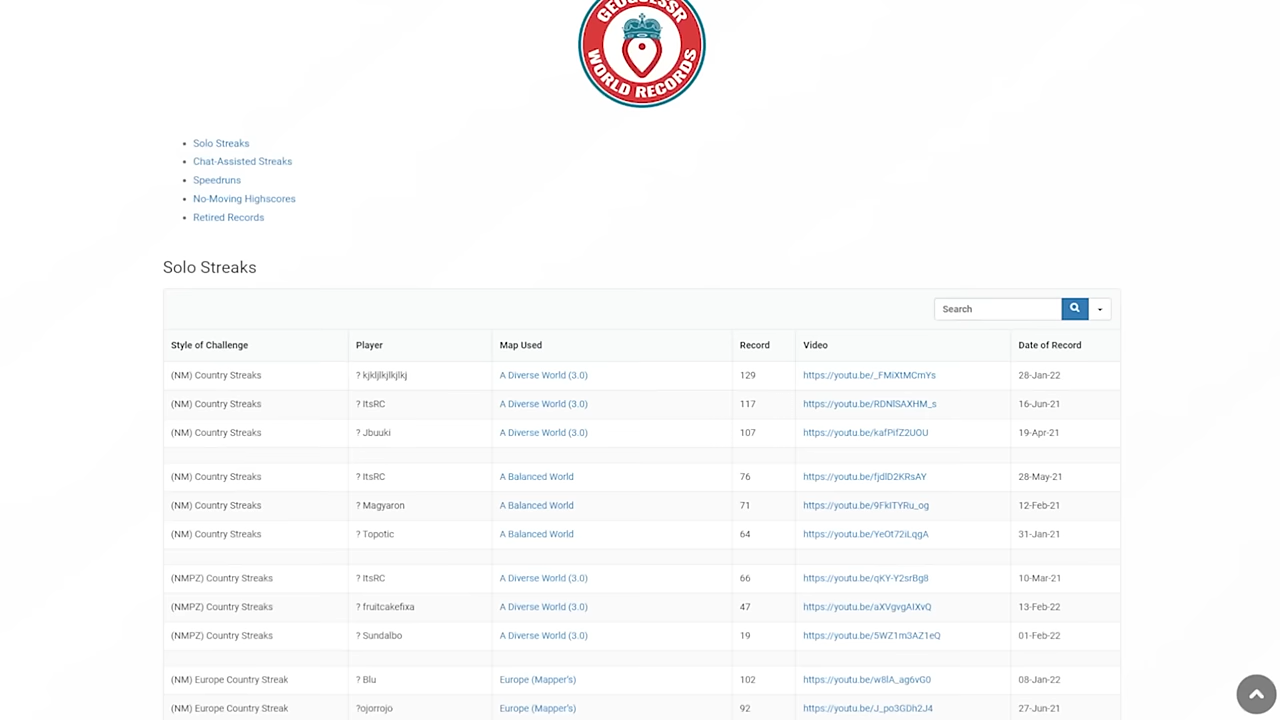 GEOGUESSR
WORLD RECORDS
Solo Streaks
Chat-Assisted Streaks
Speedruns
No-Moving Highscores
Retired Records
Solo Streaks
Search
Style of Challenge Player Map Used Record Video Date of Record
(NM) Country Streaks ? kjkljlkjlkjlkj A Diverse World (3.0) 129 https://youtu.be/_FMiXtMCmYs 28-Jan-22
(NM) Country Streaks ? ItsRC A Diverse World (3.0) 117 https://youtu.be/RDNlSAXHM_s 16-Jun-21
(NM) Country Streaks ? Jbuuki A Diverse World (3.0) 107 https://youtu.be/kafPifZ2UOU 19-Apr-21
(NM) Country Streaks ? ItsRC A Balanced World 76 https://youtu.be/fjdlD2KRsAY 28-May-21
(NM) Country Streaks ? Magyaron A Balanced World 71 https://youtu.be/9FkITYRu_og 12-Feb-21
(NM) Country Streaks ? Topotic A Balanced World 64 https://youtu.be/YeOt72iLqgA 31-Jan-21
(NMPZ) Country Streaks ? ItsRC A Diverse World (3.0) 66 https://youtu.be/qKY-Y2srBg8 10-Mar-21
(NMPZ) Country Streaks ? fruitcakefixa A Diverse World (3.0) 47 https://youtu.be/aXVgvgAIXvQ 13-Feb-22
(NMPZ) Country Streaks ? Sundalbo A Diverse World (3.0) 19 https://youtu.be/5WZ1m3AZ1eQ 01-Feb-22
(NM) Europe Country Streak ? Blu Europe (Mapper's) 102 https://youtu.be/w8lA_ag6vG0 08-Jan-22
(NM) Europe Country Streak ?ojorrojo Europe (Mapper's) 92 https://youtu.be/J_po3GDh2J4 27-Jun-21